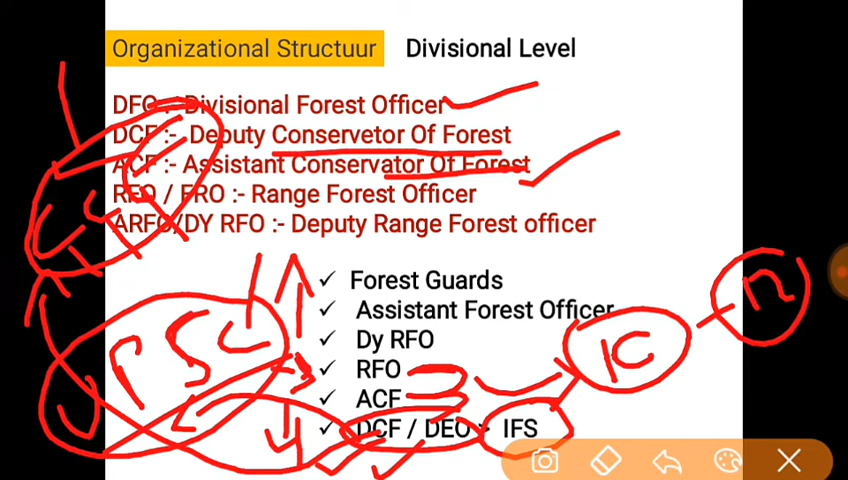 Organizational Structuur Divisional Level
DFO :- Divisional Forest Officer
DCF :- Deputy Conservetor Of Forest
ACF :- Assistant Conservator Of Forest
RFO / FRO :- Range Forest Officer
ARFO/DY RFO :- Deputy Range Forest officer
✓ Forest Guards
✓ Assistant Forest Officer
✓ Dy RFO
✓ RFO
✓ ACF
✓ DCF / DEO > IFS